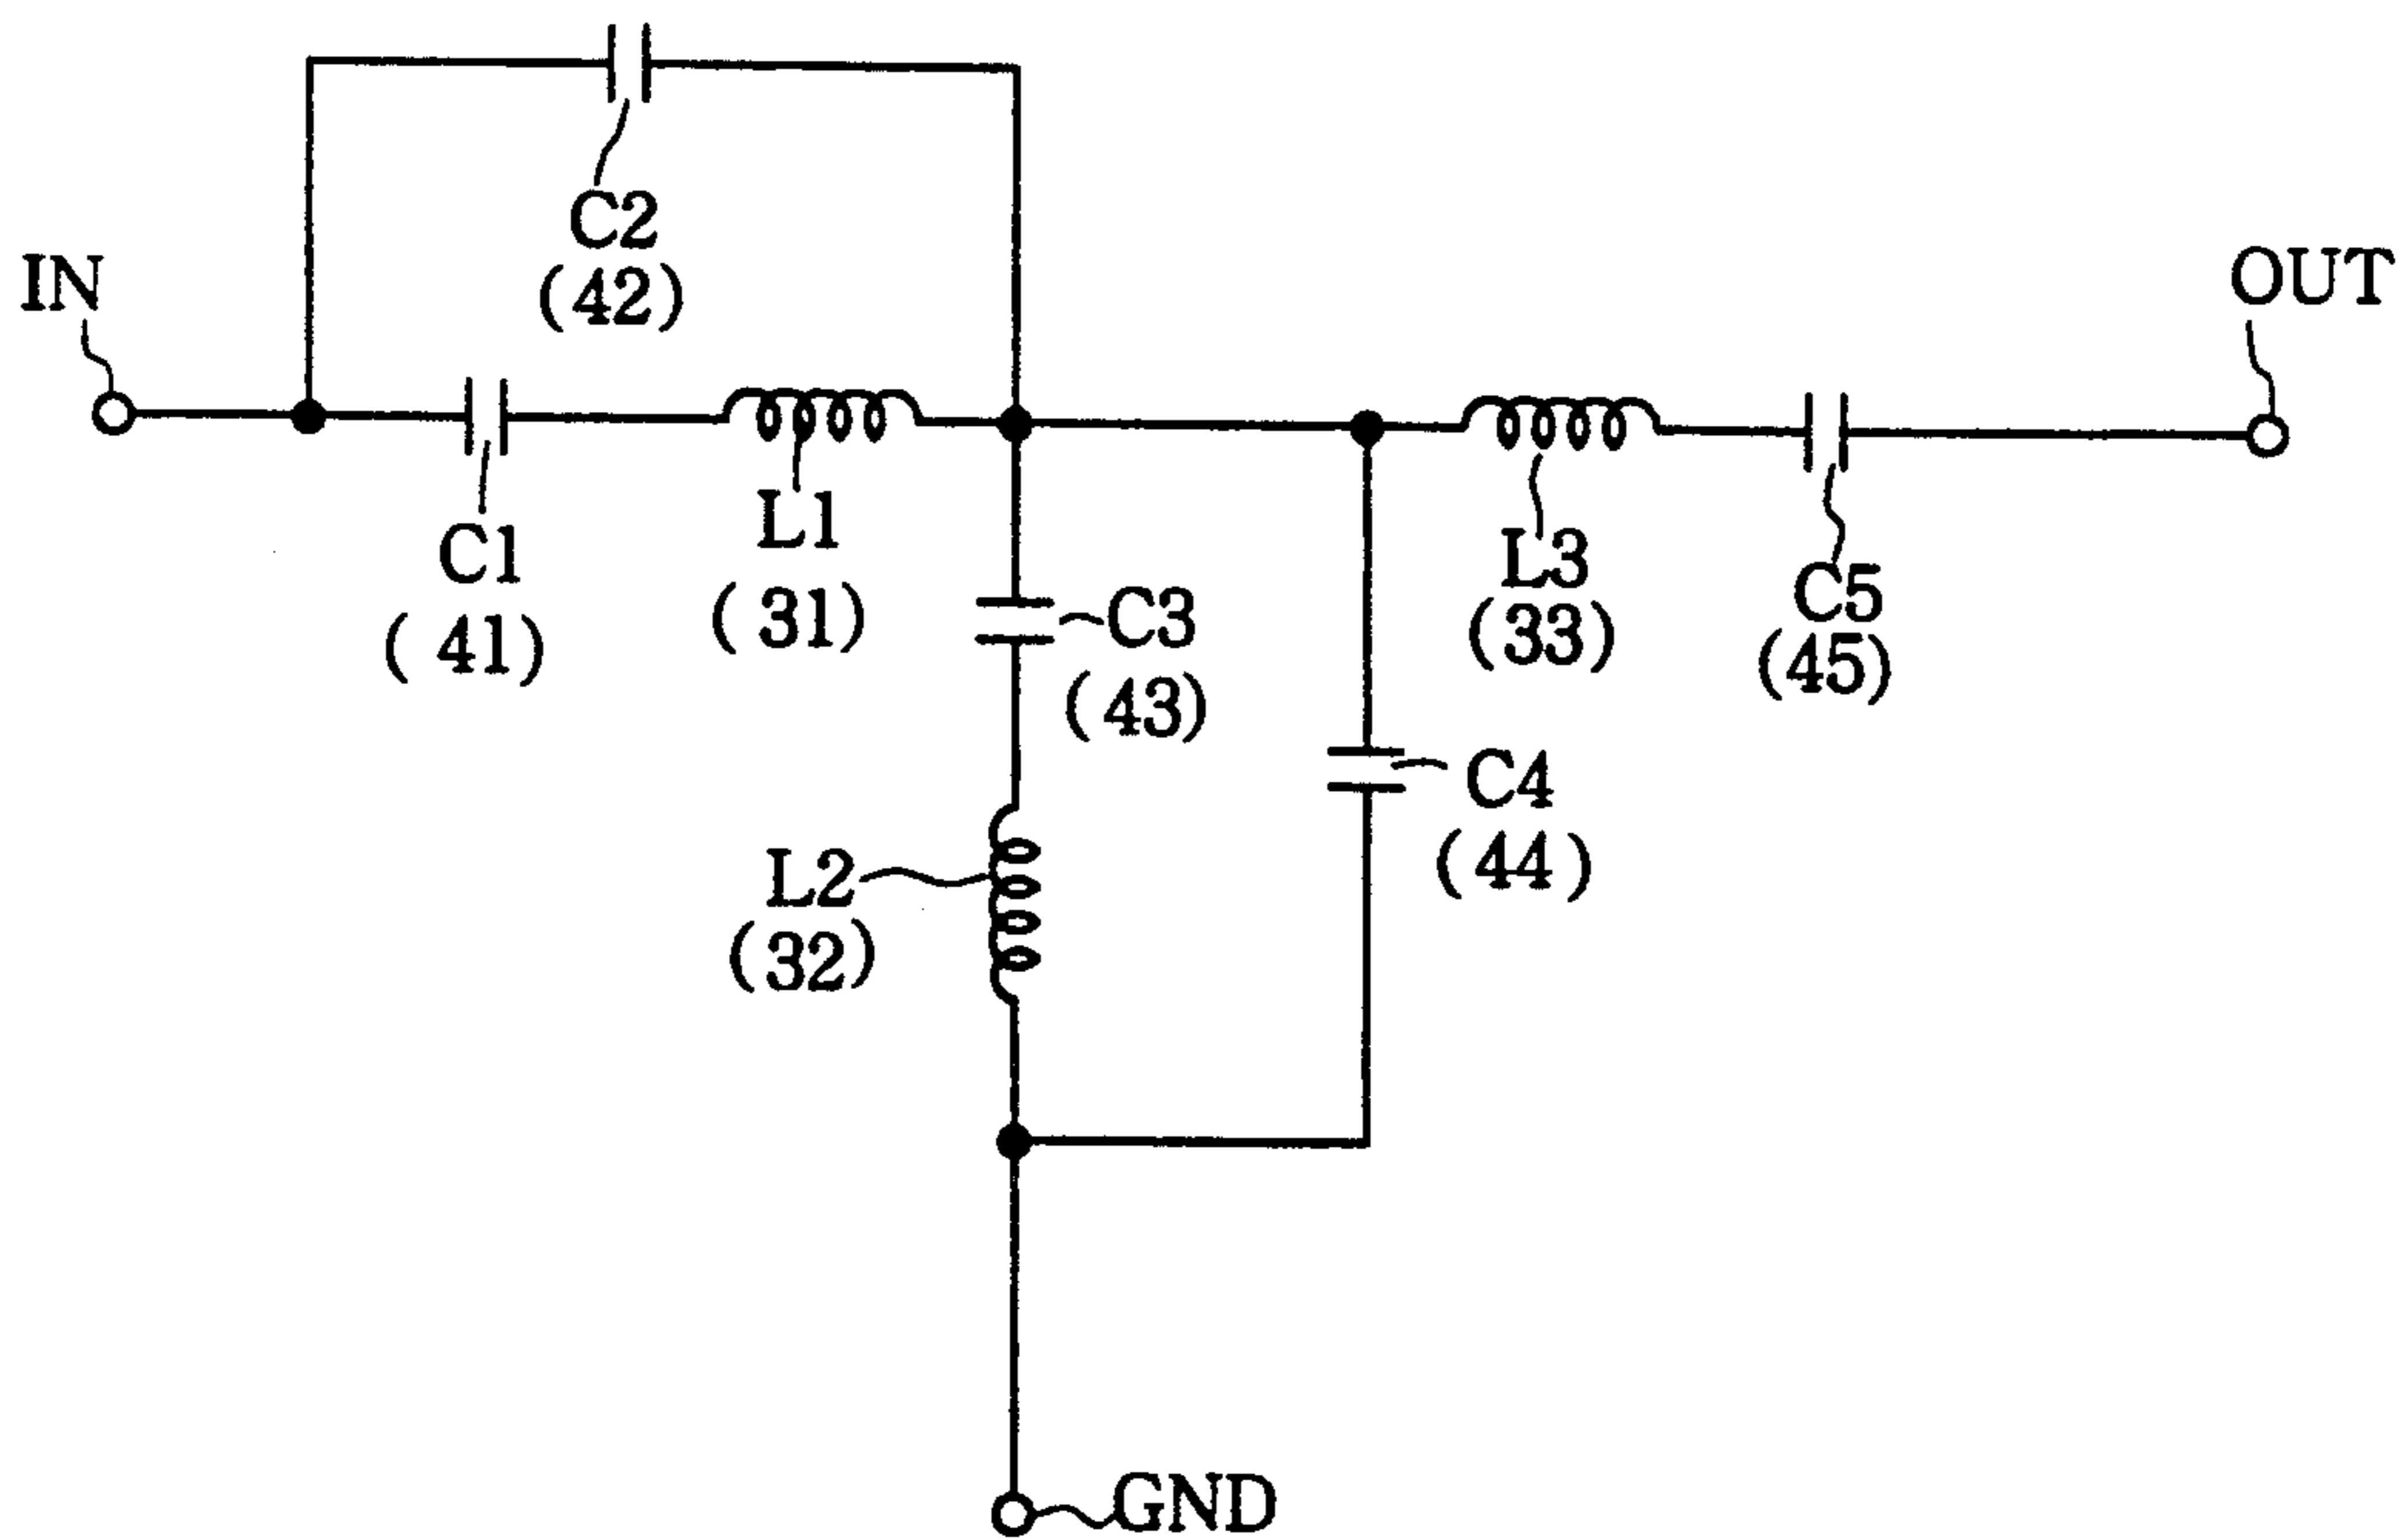 C2
(42)
IN
OUT
C1
(41)
L1
(31)
C3
(43)
L3
(33)
C5
(45)
C4
(44)
L2
(32)
GND